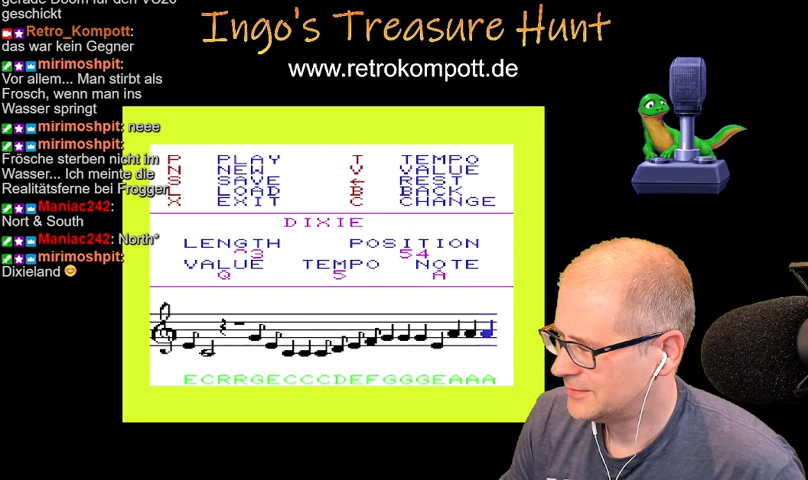 gerade Doom für den VC20
geschickt
Retro_Kompott:
das war kein Gegner
mirimoshpit:
Vor allem... Man stirbt als
Frosch, wenn man ins
Wasser springt
mirimoshpit: neee
mirimoshpit:
Frösche sterben nicht im
Wasser... Ich meinte die
Realitätsferne bei Frogger
Maniac242:
Nort & South
Maniac242: North*
mirimoshpit:
Dixieland
Ingo's Treasure Hunt
www.retrokompott.de
P PLAY T TEMPO
N NEW V VALUE
S SAVE ← REST
L LOAD B BACK
X EXIT C CHANGE
DIXIE
LENGTH POSITION
54
VALUE TEMPO NOTE
Q 5 A
ECRRGECCCDEFGGGEAAA